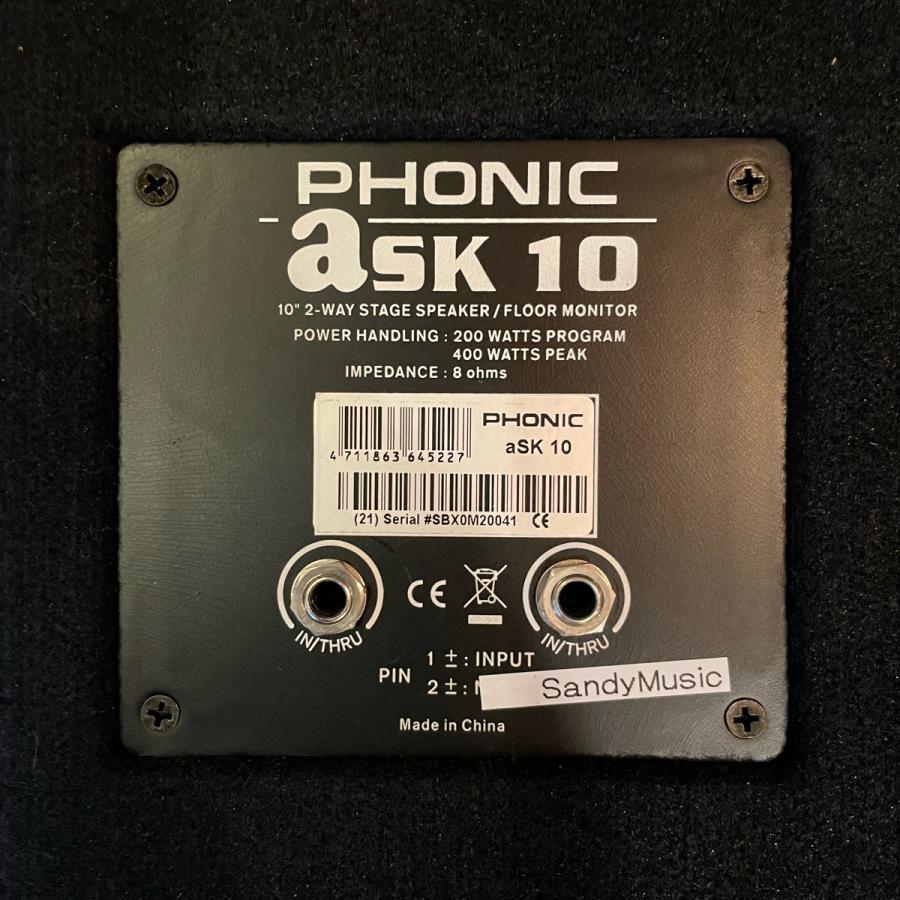 PHONIC
aSK 10
10" 2-WAY STAGE SPEAKER / FLOOR MONITOR
POWER HANDLING : 200 WATTS PROGRAM
400 WATTS PEAK
IMPEDANCE : 8 ohms
PHONIC
aSK 10
4 711863 645227
(21) Serial #SBX0M20041 CE
IN/THRU
CE
IN/THRU
PIN 1 ± : INPUT
2 ± :
SandyMusic
Made in China